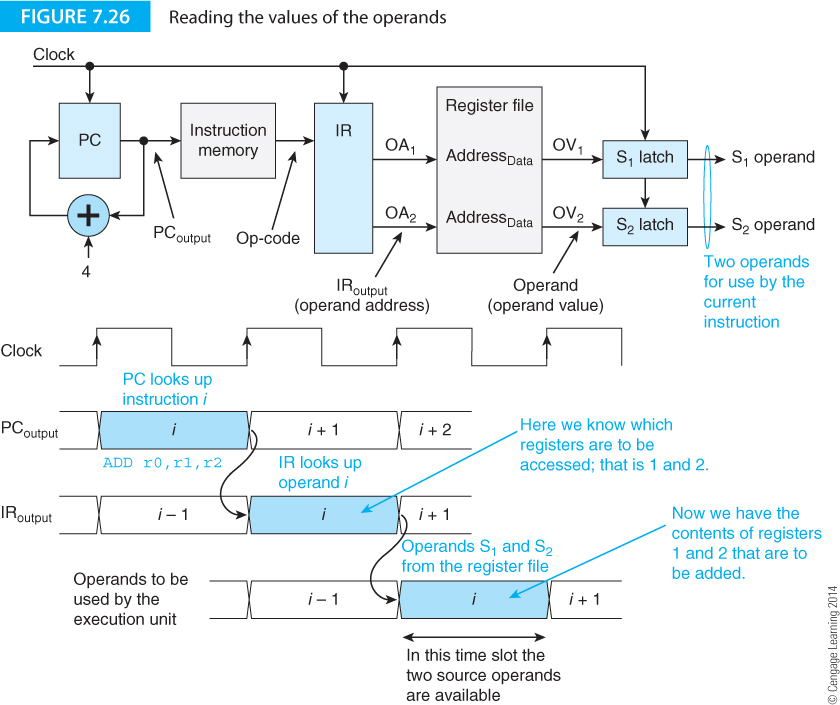 FIGURE 7.26 Reading the values of the operands
Clock
PC
Instruction
memory
IR
Register file
OA1
AddressData
OV1
S1 latch
S1 operand
OA2
AddressData
OV2
S2 latch
S2 operand
+
4
PCoutput
Op-code
IRoutput
(operand address)
Operand
(operand value)
Two operands
for use by the
current
instruction
Clock
PC looks up
instruction i
PCoutput
i
i + 1
i + 2
Here we know which
registers are to be
accessed; that is 1 and 2.
ADD r0,r1,r2
IR looks up
operand i
IRoutput
i – 1
i
i + 1
Now we have the
contents of registers
1 and 2 that are to
be added.
Operands S1 and S2
from the register file
Operands to be
used by the
execution unit
i – 1
i
i + 1
In this time slot the
two source operands
are available
© Cengage Learning 2014